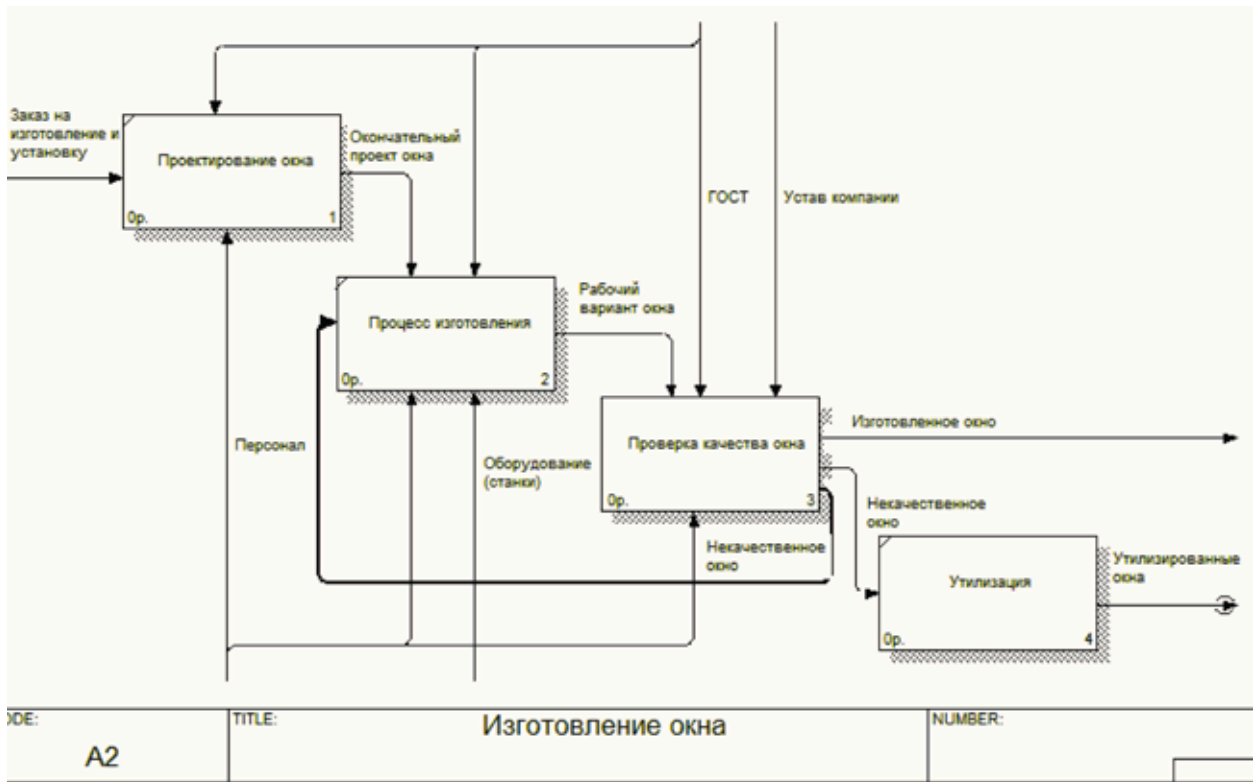 Заказ на
изготовление и
установку
Проектирование окна
0р.
1
Окончательный
проект окна
ГОСТ
Устав компании
Процесс изготовления
0р.
2
Рабочий
вариант окна
Персонал
Оборудование
(станки)
Проверка качества окна
0р.
3
Изготовленное окно
Некачественное
окно
Некачественное
окно
Утилизация
0р.
4
Утилизированные
окна
ODE:
A2
TITLE:
Изготовление окна
NUMBER: